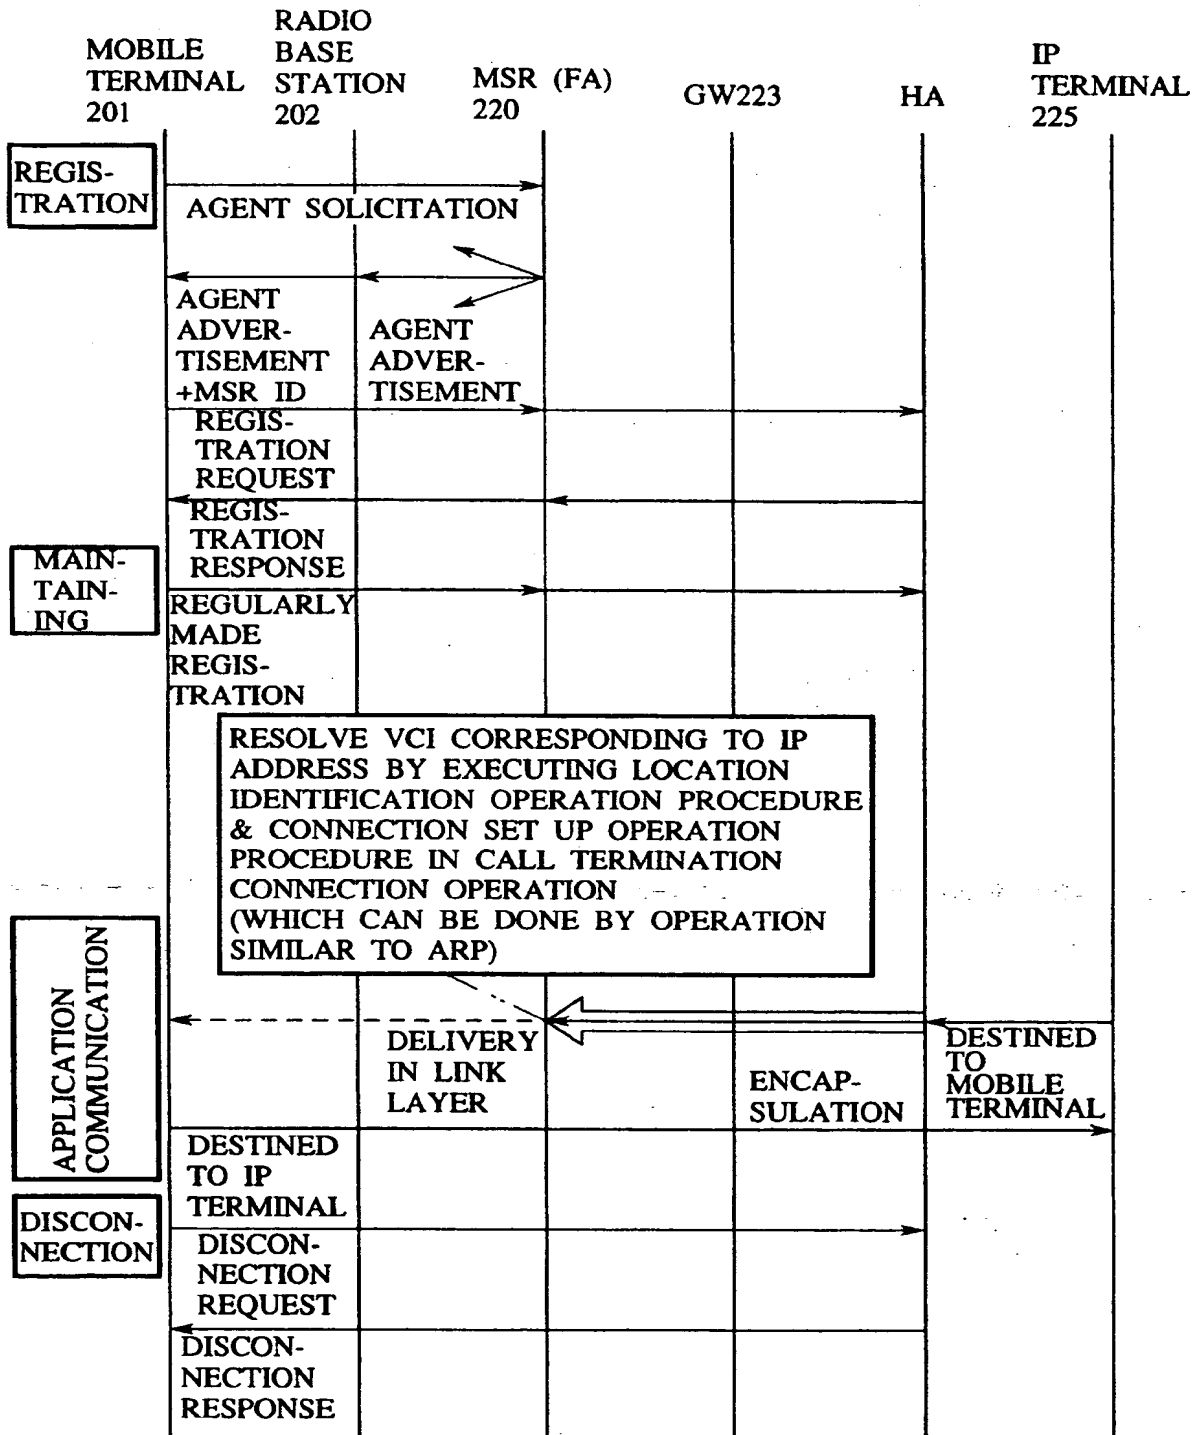 MOBILE
TERMINAL
201
RADIO
BASE
STATION
202
MSR (FA)
220
GW223
HA
IP
TERMINAL
225
REGIS-
TRATION
AGENT SOLICITATION
AGENT
ADVER-
TISEMENT
+MSR ID
AGENT
ADVER-
TISEMENT
REGIS-
TRATION
REQUEST
REGIS-
TRATION
RESPONSE
MAIN-
TAIN-
ING
REGULARLY
MADE
REGIS-
TRATION
RESOLVE VCI CORRESPONDING TO IP
ADDRESS BY EXECUTING LOCATION
IDENTIFICATION OPERATION PROCEDURE
& CONNECTION SET UP OPERATION
PROCEDURE IN CALL TERMINATION
CONNECTION OPERATION
(WHICH CAN BE DONE BY OPERATION
SIMILAR TO ARP)
APPLICATION
COMMUNICATION
DELIVERY
IN LINK
LAYER
ENCAP-
SULATION
DESTINED
TO
MOBILE
TERMINAL
DESTINED
TO IP
TERMINAL
DISCON-
NECTION
DISCON-
NECTION
REQUEST
DISCON-
NECTION
RESPONSE